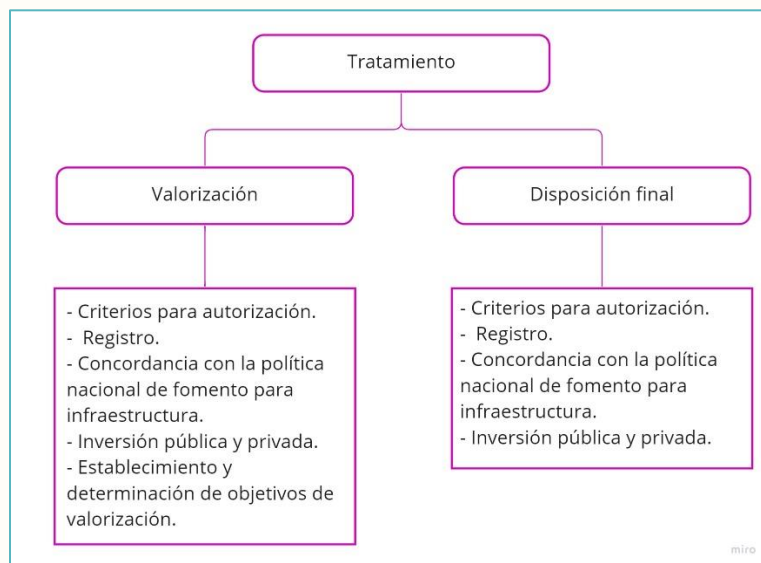 Tratamiento
Valorización
Disposición final
- Criterios para autorización.
- Registro.
- Concordancia con la política
nacional de fomento para
infraestructura.
- Inversión pública y privada.
- Establecimiento y
determinación de objetivos de
valorización.
- Criterios para autorización.
- Registro.
- Concordancia con la política
nacional de fomento para
infraestructura.
- Inversión pública y privada.
miro